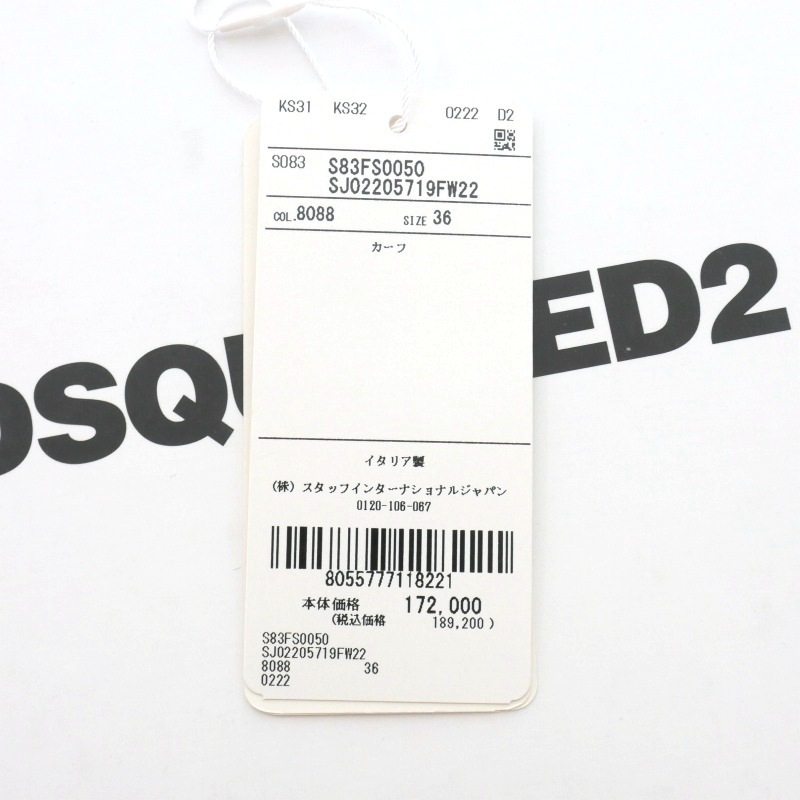 KS31 KS32 0222 D2
S083 S83FS0050
SJ02205719FW22
COL.8088 SIZE 36
カーフ
DSQU ED2
イタリア製
(株) スタッフインターナショナルジャパン
0120-106-067
8055777118221
本体価格 172,000
(税込価格 189,200 )
S83FS0050
SJ02205719FW22
8088 36
0222